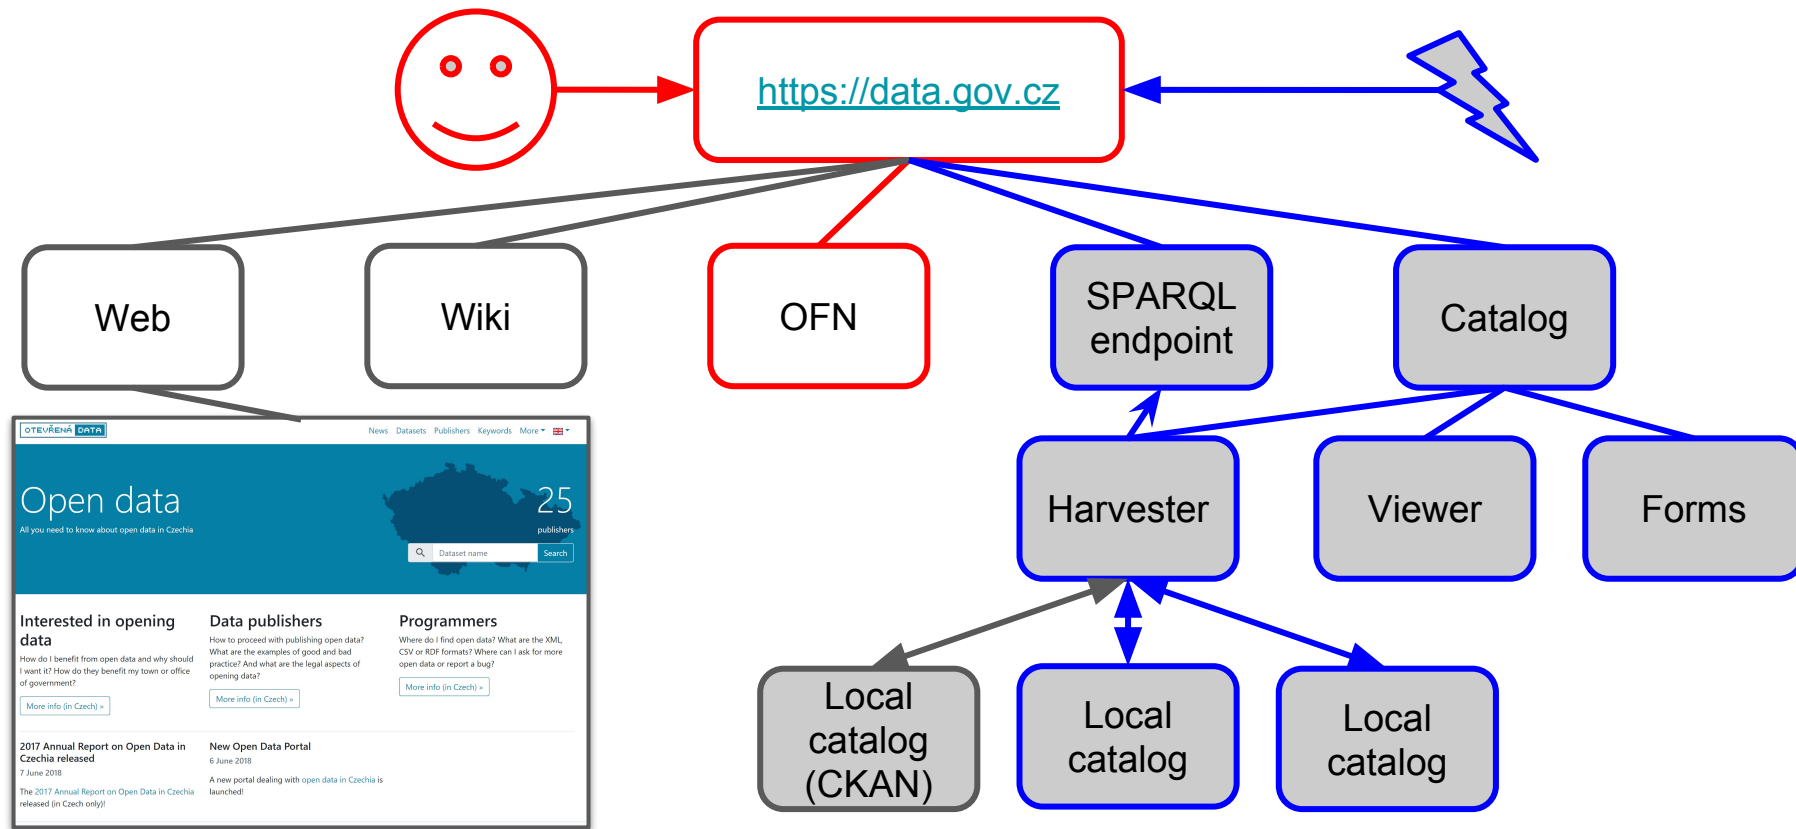 https://data.gov.cz
Web
Wiki
OFN
SPARQL
endpoint
Catalog
Harvester
Viewer
Forms
Local
catalog
(CKAN)
Local
catalog
Local
catalog
OTEVŘENÁ DATA
News Datasets Publishers Keywords More
Open data
All you need to know about open data in Czechia
25
publishers
Dataset name
Search
Interested in opening
data
How do I benefit from open data and why should
I want it? How do they benefit my town or office
of government?
More info (in Czech) »
Data publishers
How to proceed with publishing open data?
What are the examples of good and bad
practice? And what are the legal aspects of
opening data?
More info (in Czech) »
Programmers
Where do I find open data? What are the XML,
CSV or RDF formats? Where can I ask for more
open data or report a bug?
More info (in Czech) »
2017 Annual Report on Open Data in
Czechia released
7 June 2018
The 2017 Annual Report on Open Data in Czechia
released (in Czech only)!
New Open Data Portal
6 June 2018
A new portal dealing with open data in Czechia is
launched!